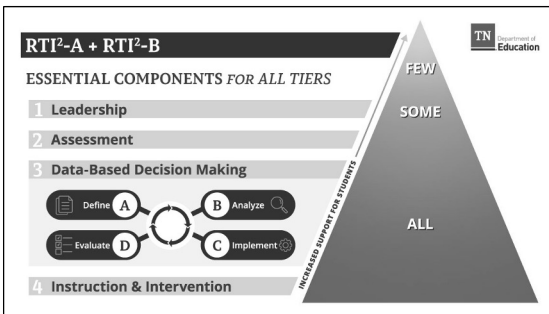 RTI²-A + RTI²-B
TN Department of
Education
ESSENTIAL COMPONENTS FOR ALL TIERS
1 Leadership
2 Assessment
3 Data-Based Decision Making
Define A
B Analyze
Evaluate D
C Implement
4 Instruction & Intervention
INCREASED SUPPORT FOR STUDENTS
FEW
SOME
ALL